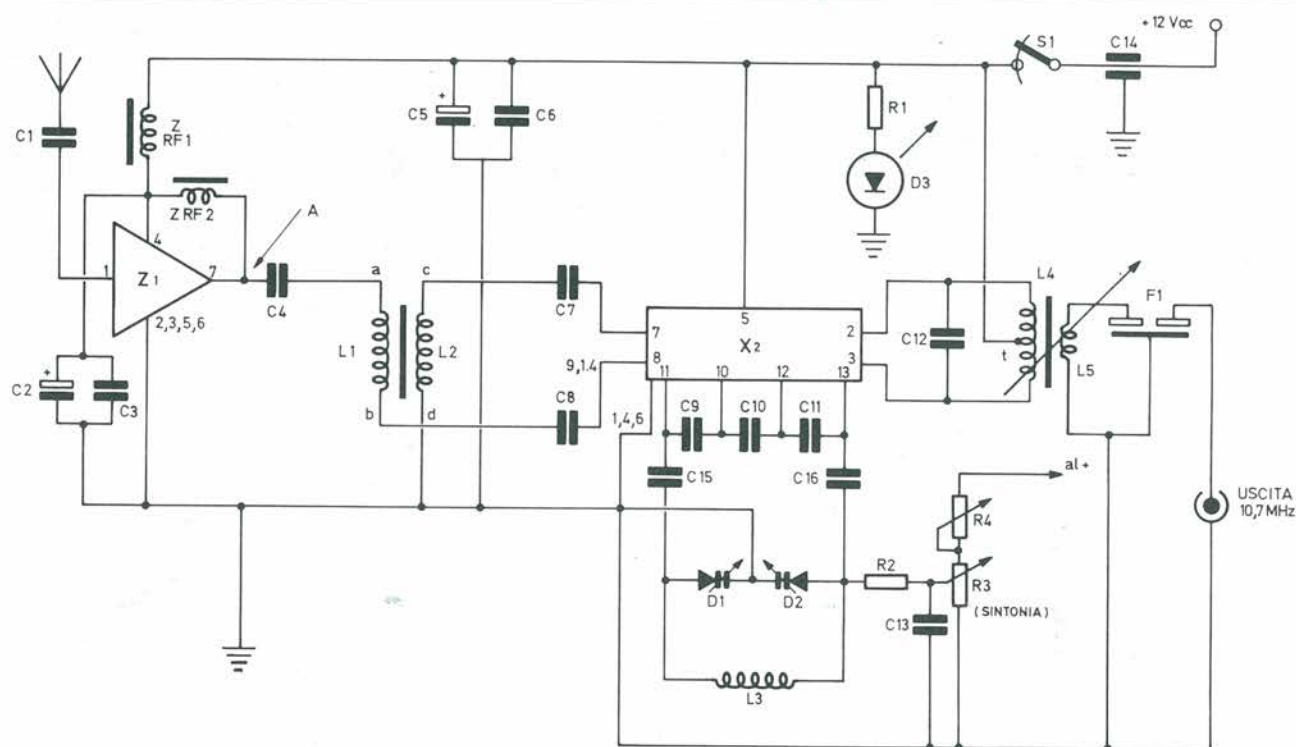 +12 Vcc
S1
C14
C1
Z
RF1
+
C5
C6
R1
D3
Z RF 2
A
4
1
Z1
7
2,3,5,6
C4
a
c
C7
L1
L2
b
d
9,1.4
C8
7
5
2
8
X2
3
11
10
12
13
1,4,6
C9
C10
C11
C12
L4
t
L5
F1
+
C2
C3
C15
C16
al +
R4
USCITA
10,7 MHz
R2
R3
(SINTONIA)
D1
D2
C13
L3